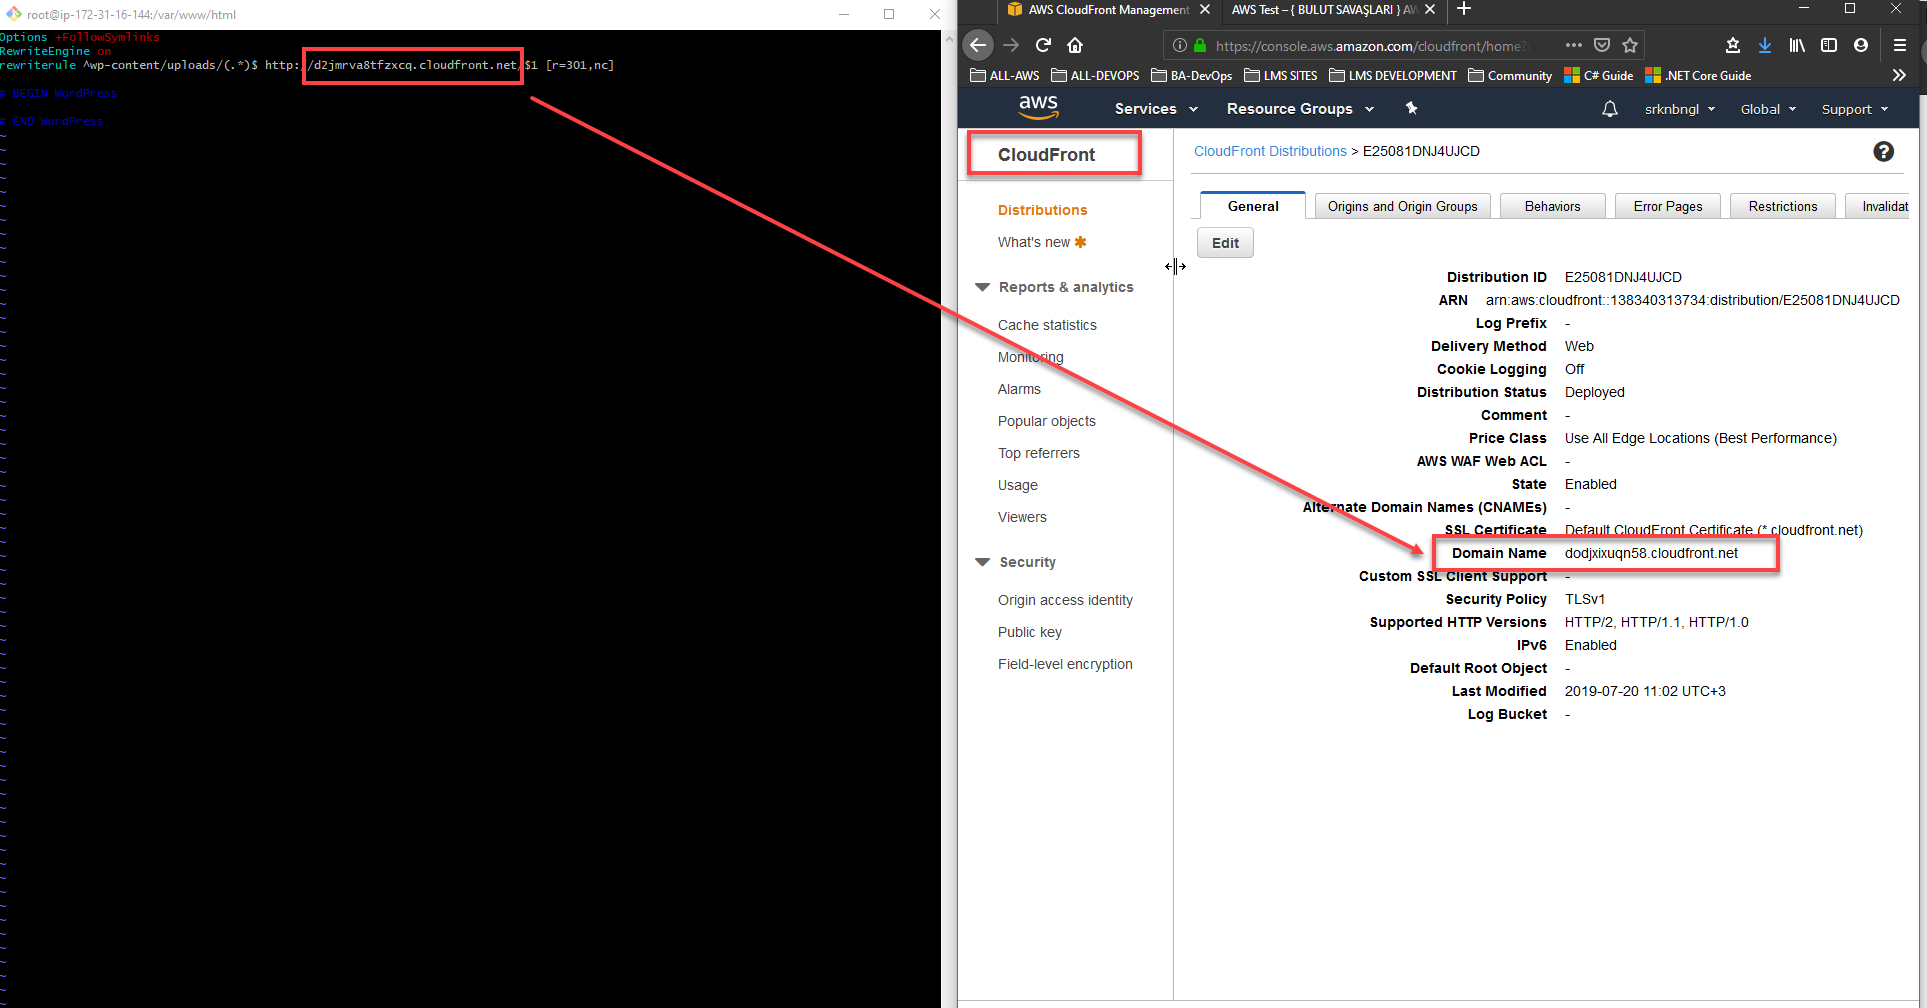 root@ip-172-31-16-144:/var/www/html
Options +FollowSymlinks
RewriteEngine on
rewriterule ^wp-content/uploads/(.*)$ http://d2jmrva8tfzxcq.cloudfront.net/$1 [r=301,nc]
# BEGIN WordPress
# END WordPress
AWS CloudFront Management
AWS Test – { BULUT SAVAŞLARI } AW
https://console.aws.amazon.com/cloudfront/home?
ALL-AWS ALL-DEVOPS BA-DevOps LMS SITES LMS DEVELOPMENT Community C# Guide .NET Core Guide
aws Services Resource Groups srknbngl Global Support
CloudFront
Distributions
What's new
Reports & analytics
Cache statistics
Monitoring
Alarms
Popular objects
Top referrers
Usage
Viewers
Security
Origin access identity
Public key
Field-level encryption
CloudFront Distributions > E25081DNJ4UJCD
General Origins and Origin Groups Behaviors Error Pages Restrictions Invalidat
Edit
Distribution ID E25081DNJ4UJCD
ARN arn:aws:cloudfront::138340313734:distribution/E25081DNJ4UJCD
Log Prefix -
Delivery Method Web
Cookie Logging Off
Distribution Status Deployed
Comment -
Price Class Use All Edge Locations (Best Performance)
AWS WAF Web ACL -
State Enabled
Alternate Domain Names (CNAMEs) -
SSL Certificate Default CloudFront Certificate (*.cloudfront.net)
Domain Name dodjxixuqn58.cloudfront.net
Custom SSL Client Support -
Security Policy TLSv1
Supported HTTP Versions HTTP/2, HTTP/1.1, HTTP/1.0
IPv6 Enabled
Default Root Object -
Last Modified 2019-07-20 11:02 UTC+3
Log Bucket -